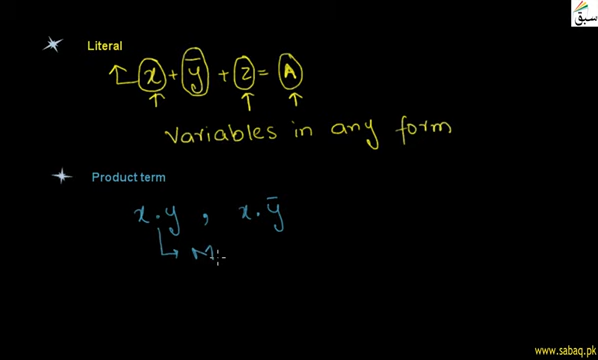 سبق
Literal
x + ȳ + z = A
Variables in any form
Product term
x . y , x . ȳ
M
www.sabaq.pk